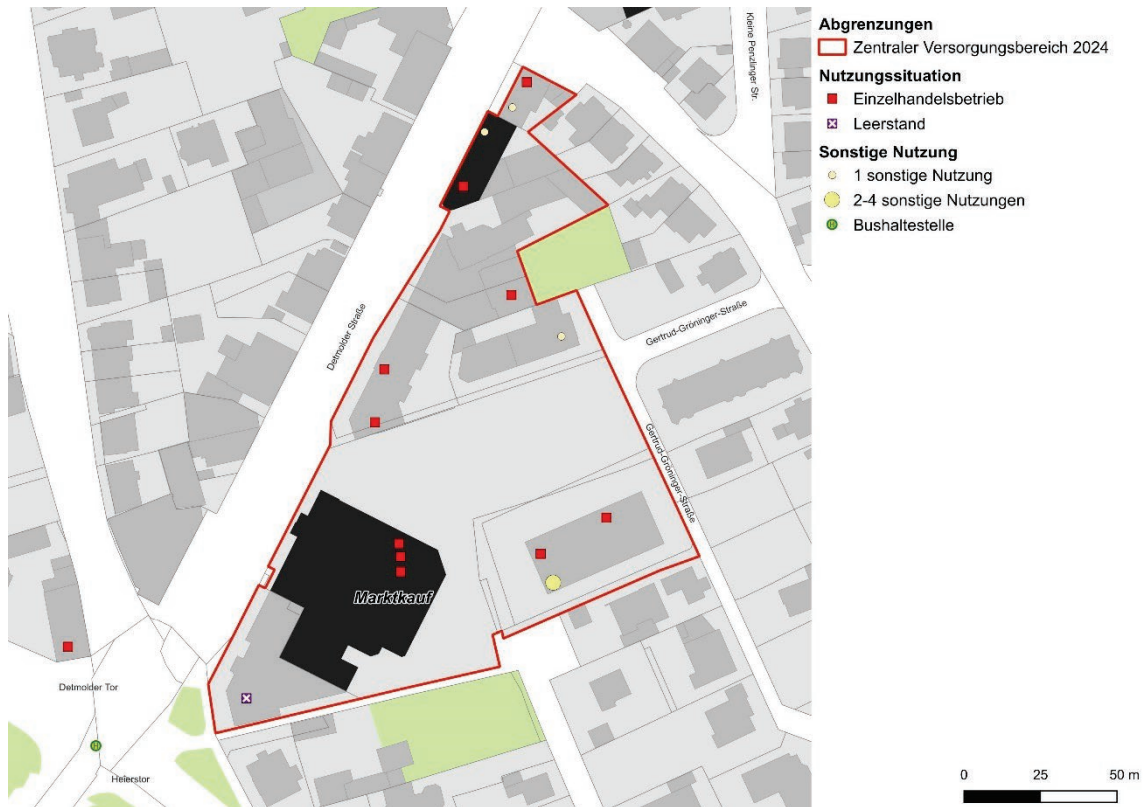 Abgrenzungen
Zentraler Versorgungsbereich 2024
Nutzungssituation
Einzelhandelsbetrieb
Leerstand
Sonstige Nutzung
1 sonstige Nutzung
2-4 sonstige Nutzungen
Bushaltestelle
Kleine Penzlinger Str.
Detmolder Straße
Gertrud-Gröninger-Straße
Gertrud-Gröninger-Straße
Marktkauf
Detmolder Tor
H
Heierstor
0 25 50 m